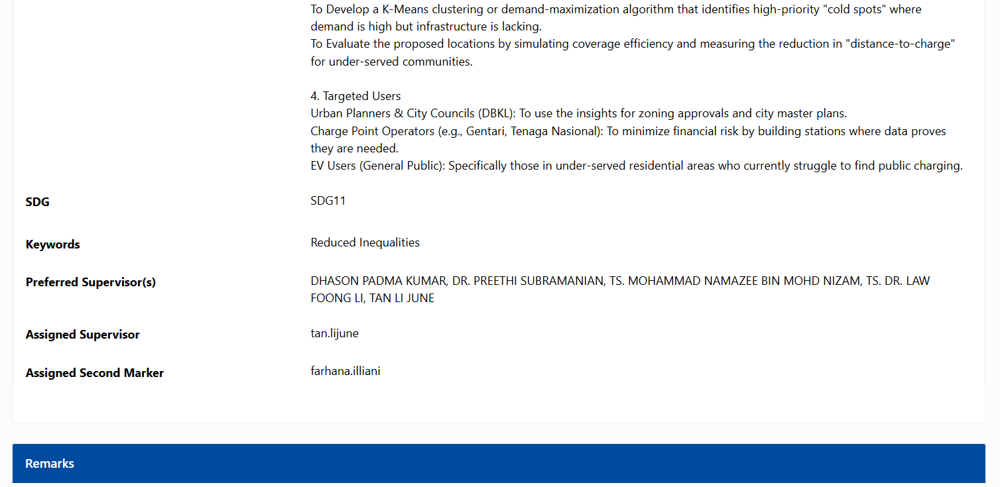 To Develop a K-Means clustering or demand-maximization algorithm that identifies high-priority "cold spots" where
demand is high but infrastructure is lacking.
To Evaluate the proposed locations by simulating coverage efficiency and measuring the reduction in "distance-to-charge"
for under-served communities.
4. Targeted Users
Urban Planners & City Councils (DBKL): To use the insights for zoning approvals and city master plans.
Charge Point Operators (e.g., Gentari, Tenaga Nasional): To minimize financial risk by building stations where data proves
they are needed.
EV Users (General Public): Specifically those in under-served residential areas who currently struggle to find public charging.
SDG SDG11
Keywords Reduced Inequalities
Preferred Supervisor(s) DHASON PADMA KUMAR, DR. PREETHI SUBRAMANIAN, TS. MOHAMMAD NAMAZEE BIN MOHD NIZAM, TS. DR. LAW
FOONG LI, TAN LI JUNE
Assigned Supervisor tan.lijune
Assigned Second Marker farhana.illiani
Remarks